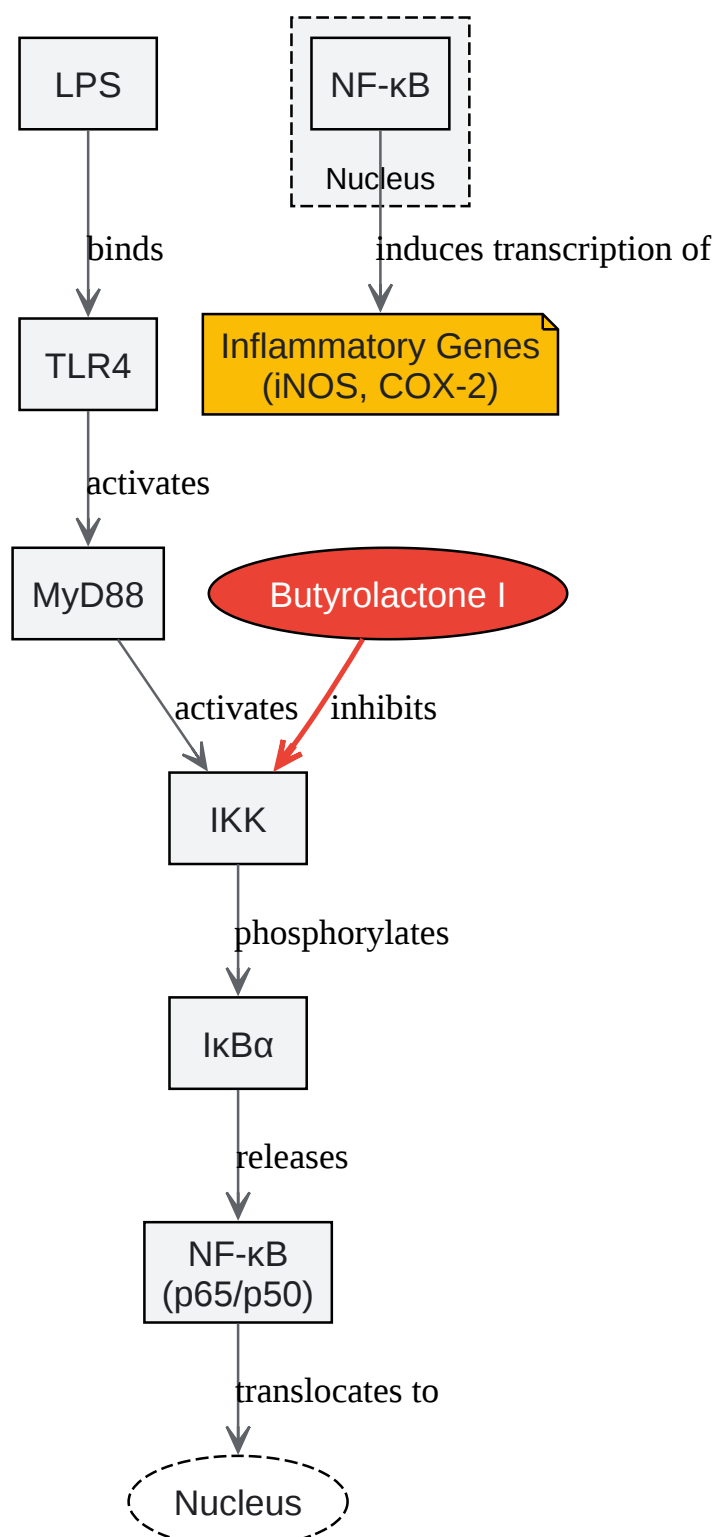 LPS
NF-κB
Nucleus
binds
induces transcription of
TLR4
Inflammatory Genes
(iNOS, COX-2)
activates
MyD88
Butyrolactone I
activates
inhibits
IKK
phosphorylates
IκBα
releases
NF-κB
(p65/p50)
translocates to
Nucleus